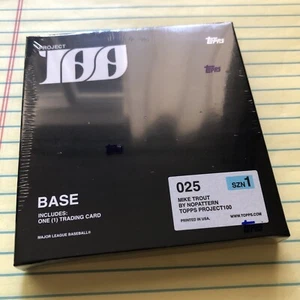 PROJECT
100
TOPPS
TOPPS
BASE
INCLUDES:
ONE (1) TRADING CARD
MAJOR LEAGUE BASEBALL®
025
SZN 1
MIKE TROUT
BY NOPATTERN
TOPPS PROJECT100
PRINTED IN USA.
WWW.TOPPS.COM